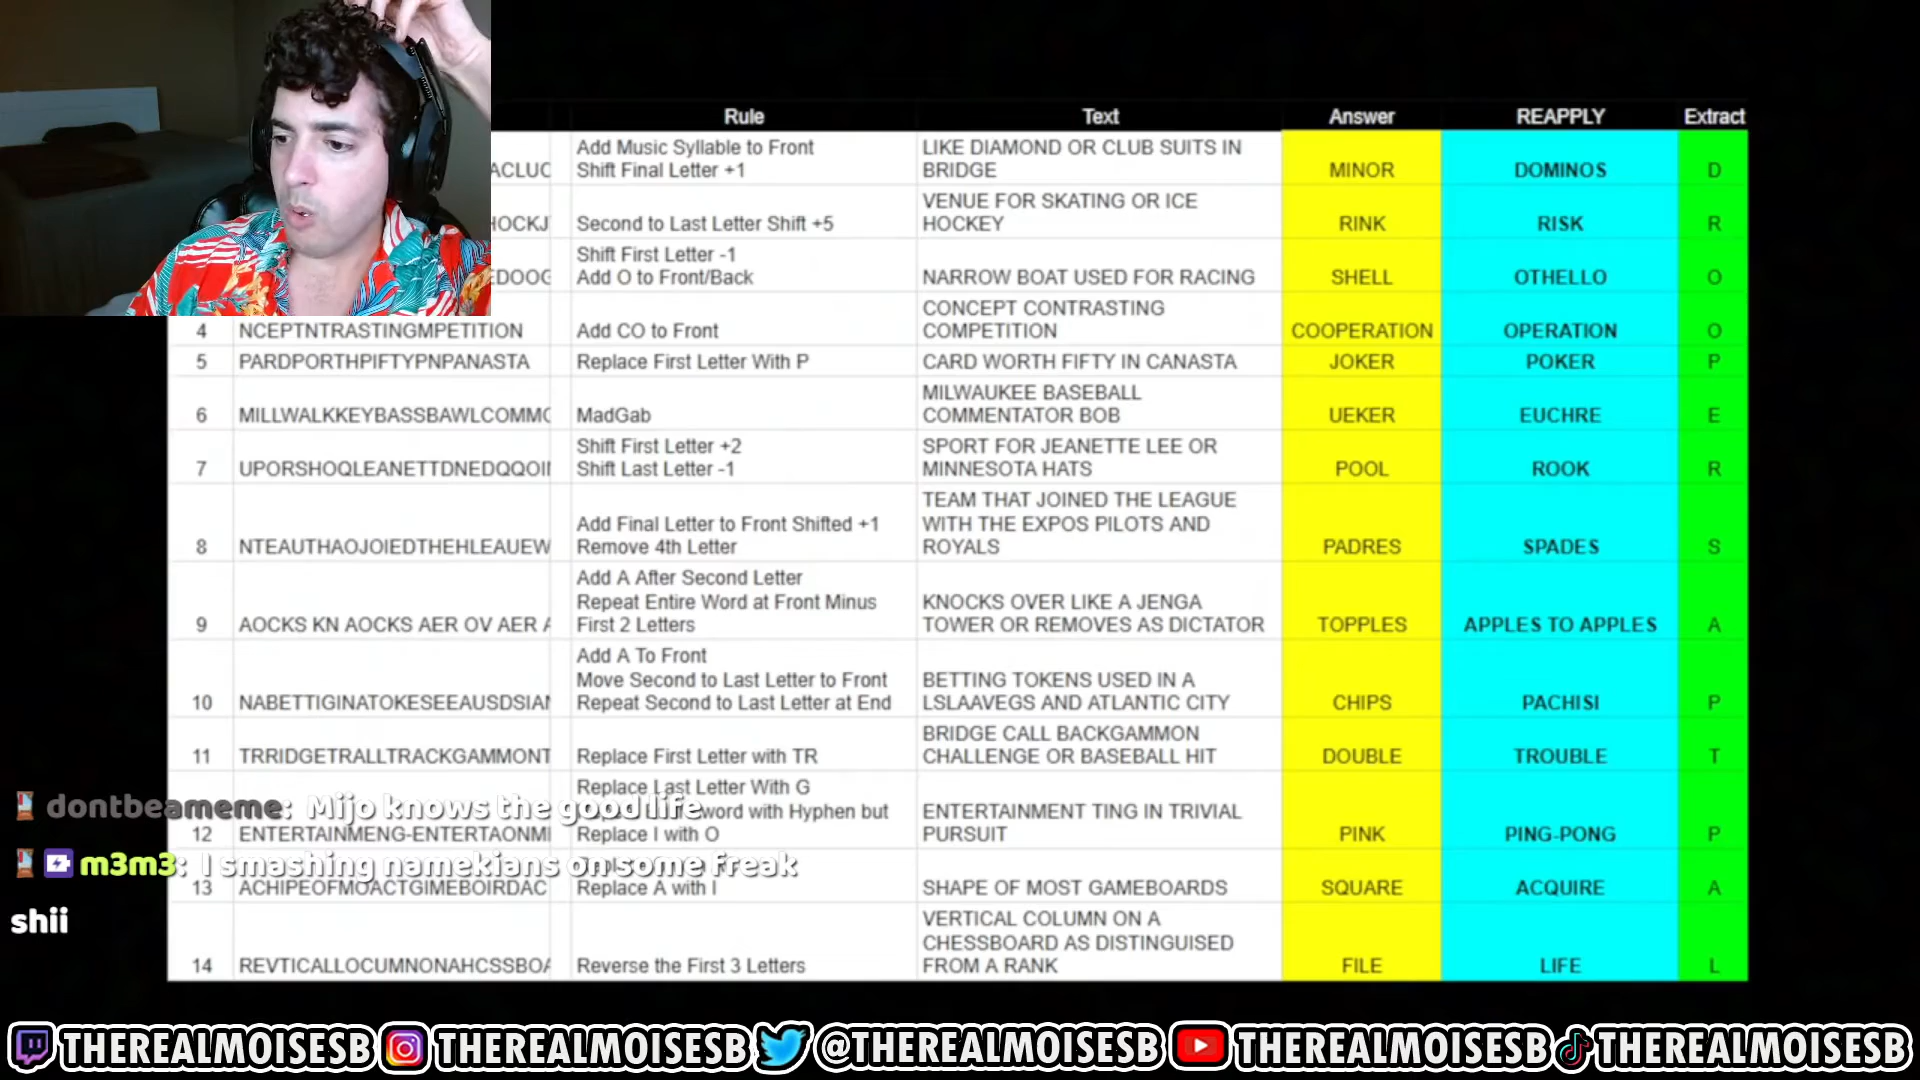 Rule Text Answer REAPPLY Extract
Add Music Syllable to Front
Shift Final Letter +1
LIKE DIAMOND OR CLUB SUITS IN
BRIDGE
MINOR DOMINOS D
Second to Last Letter Shift +5
VENUE FOR SKATING OR ICE
HOCKEY
RINK RISK R
Shift First Letter -1
Add O to Front/Back
NARROW BOAT USED FOR RACING
SHELL OTHELLO O
4 NCEPTNTRASTINGMPETITION
Add CO to Front
CONCEPT CONTRASTING
COMPETITION
COOPERATION OPERATION O
5 PARDPORTHPIFTYPNPANASTA Replace First Letter With P CARD WORTH FIFTY IN CANASTA JOKER POKER P
6 MILLWALKKEYBASSBAWLCOMMC
MadGab
MILWAUKEE BASEBALL
COMMENTATOR BOB
UEKER EUCHRE E
7 UPORSHOQLEANETTDNEDQQOI
Shift First Letter +2
Shift Last Letter -1
SPORT FOR JEANETTE LEE OR
MINNESOTA HATS
POOL ROOK R
8 NTEAUTHAOJOIEDTHEHLEAUEW
Add Final Letter to Front Shifted +1
Remove 4th Letter
TEAM THAT JOINED THE LEAGUE
WITH THE EXPOS PILOTS AND
ROYALS
PADRES SPADES S
9 AOCKS KN AOCKS AER OV AER
Add A After Second Letter
Repeat Entire Word at Front Minus
First 2 Letters
KNOCKS OVER LIKE A JENGA
TOWER OR REMOVES AS DICTATOR
TOPPLES APPLES TO APPLES A
10 NABETTIGINATOKESEEAUSDSIA
Add A To Front
Move Second to Last Letter to Front
Repeat Second to Last Letter at End
BETTING TOKENS USED IN A
LSLAAVEGS AND ATLANTIC CITY
CHIPS PACHISI P
11 TRRIDGETRALLTRACKGAMMONT
Replace First Letter with TR
BRIDGE CALL BACKGAMMON
CHALLENGE OR BASEBALL HIT
DOUBLE TROUBLE T
12 ENTERTAINMENG-ENTERTAONM
Replace Last Letter With G
word with Hyphen but
Replace I with O
ENTERTAINMENT TING IN TRIVIAL
PURSUIT
PINK PING-PONG P
13 ACHIPEOFMOACTGIMEBOIRDAC
Replace A with I
SHAPE OF MOST GAMEBOARDS
SQUARE ACQUIRE A
14 REVTICALLOCUMNONAHCSSBOA
Reverse the First 3 Letters
VERTICAL COLUMN ON A
CHESSBOARD AS DISTINGUISED
FROM A RANK
FILE LIFE L
dontbeameme: Mijo knows the good life
m3m3: I smashing namekians on some freak
shii
THEREALMOISESB THEREALMOISESB @THEREALMOISESB THEREALMOISESB THEREALMOISESB